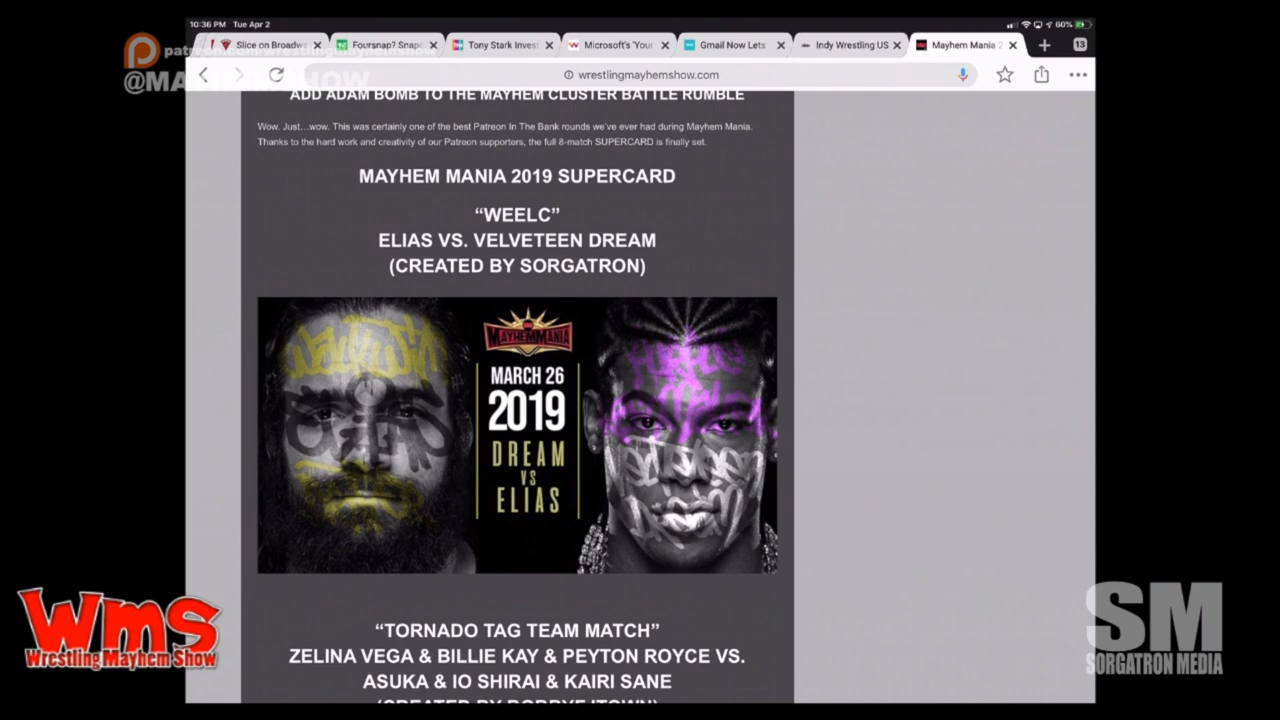 10:36 PM Tue Apr 2
60%
Slice on Broadw
Foursnap? Snapc
Tony Stark Invest
Microsoft's 'Your
Gmail Now Lets
Indy Wrestling US
Mayhem Mania 2
13
wrestlingmayhemshow.com
ADD ADAM BOMB TO THE MAYHEM CLUSTER BATTLE RUMBLE
Wow. Just...wow. This was certainly one of the best Patreon In The Bank rounds we've ever had during Mayhem Mania.
Thanks to the hard work and creativity of our Patreon supporters, the full 8-match SUPERCARD is finally set.
MAYHEM MANIA 2019 SUPERCARD
“WEELC”
ELIAS VS. VELVETEEN DREAM
(CREATED BY SORGATRON)
MAYHEMMANIA
MARCH 26
2019
DREAM
VS
ELIAS
“TORNADO TAG TEAM MATCH”
ZELINA VEGA & BILLIE KAY & PEYTON ROYCE VS.
ASUKA & IO SHIRAI & KAIRI SANE
WMS
Wrestling Mayhem Show
SM
SORGATRON MEDIA